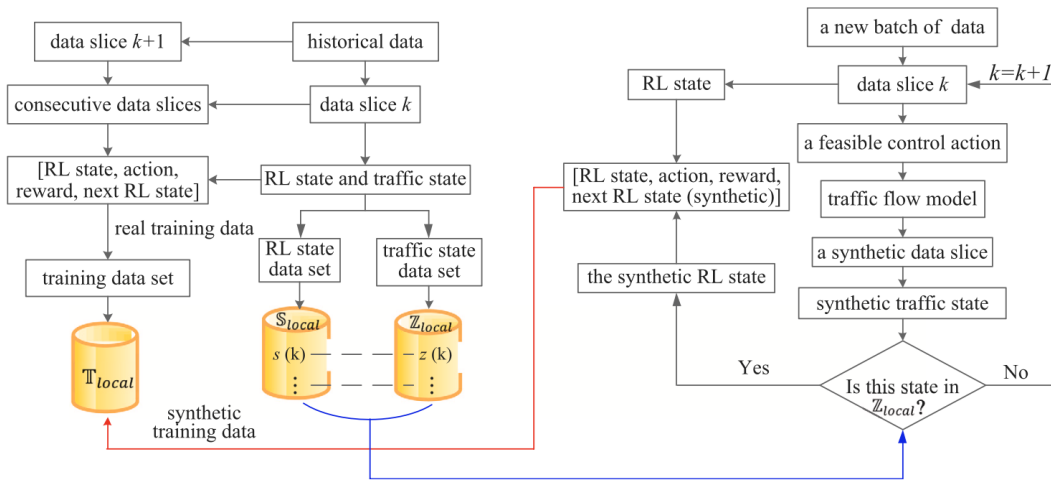 data slice k+1
historical data
consecutive data slices
data slice k
[RL state, action,
reward, next RL state]
RL state and traffic state
real training data
RL state
data set
traffic state
data set
training data set
𝕊local
ℤlocal
s (k)
z (k)
⋮
⋮
𝕋local
synthetic
training data
a new batch of data
k=k+1
RL state
data slice k
a feasible control action
[RL state, action, reward,
next RL state (synthetic)]
traffic flow model
a synthetic data slice
the synthetic RL state
synthetic traffic state
Yes
Is this state in
ℤlocal?
No